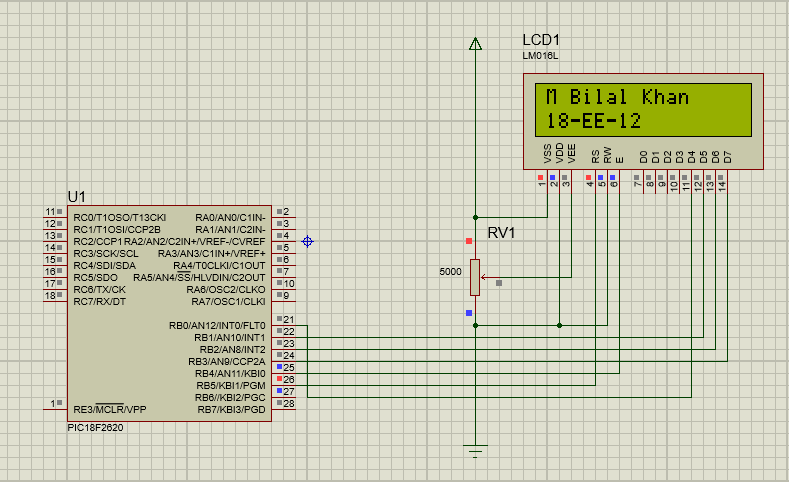 LCD1
LM016L
M Bilal Khan
18-EE-12
VSS
VDD
VEE
RS
RW
E
D0
D1
D2
D3
D4
D5
D6
D7
1
2
3
4
5
6
7
8
9
10
11
12
13
14
RV1
5000
U1
11 RC0/T1OSO/T13CKI RA0/AN0/C1IN- 2
12 RC1/T1OSI/CCP2B RA1/AN1/C2IN- 3
13 RC2/CCP1 RA2/AN2/C2IN+/VREF-/CVREF 4
14 RC3/SCK/SCL RA3/AN3/C1IN+/VREF+ 5
15 RC4/SDI/SDA RA4/T0CLKI/C1OUT 6
16 RC5/SDO RA5/AN4/SS/HLVDIN/C2OUT 7
17 RC6/TX/CK RA6/OSC2/CLKO 10
18 RC7/RX/DT RA7/OSC1/CLKI 9
RB0/AN12/INT0/FLT0 21
RB1/AN10/INT1 22
RB2/AN8/INT2 23
RB3/AN9/CCP2A 24
RB4/AN11/KBI0 25
RB5/KBI1/PGM 26
RB6//KBI2/PGC 27
1 RE3/MCLR/VPP RB7/KBI3/PGD 28
PIC18F2620